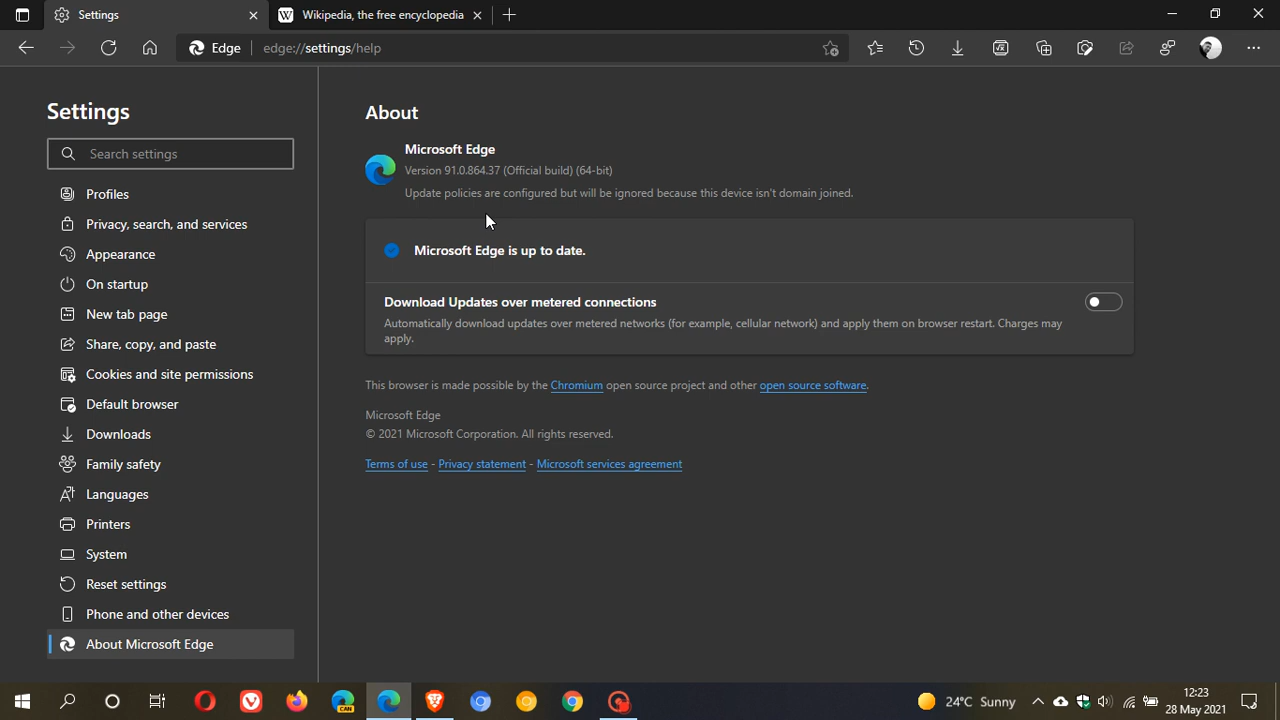 Settings
Wikipedia, the free encyclopedia
Edge
edge://settings/help
Settings
Search settings
Profiles
Privacy, search, and services
Appearance
On startup
New tab page
Share, copy, and paste
Cookies and site permissions
Default browser
Downloads
Family safety
Languages
Printers
System
Reset settings
Phone and other devices
About Microsoft Edge
About
Microsoft Edge
Version 91.0.864.37 (Official build) (64-bit)
Update policies are configured but will be ignored because this device isn't domain joined.
Microsoft Edge is up to date.
Download Updates over metered connections
Automatically download updates over metered networks (for example, cellular network) and apply them on browser restart. Charges may
apply.
This browser is made possible by the Chromium open source project and other open source software.
Microsoft Edge
© 2021 Microsoft Corporation. All rights reserved.
Terms of use - Privacy statement - Microsoft services agreement
CAN
24°C Sunny
12:23
28 May 2021